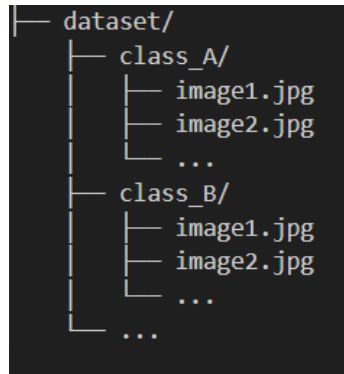 ├── dataset/
│   ├── class_A/
│   │   ├── image1.jpg
│   │   ├── image2.jpg
│   │   └── ...
│   ├── class_B/
│   │   ├── image1.jpg
│   │   ├── image2.jpg
│   │   └── ...
│   └── ...